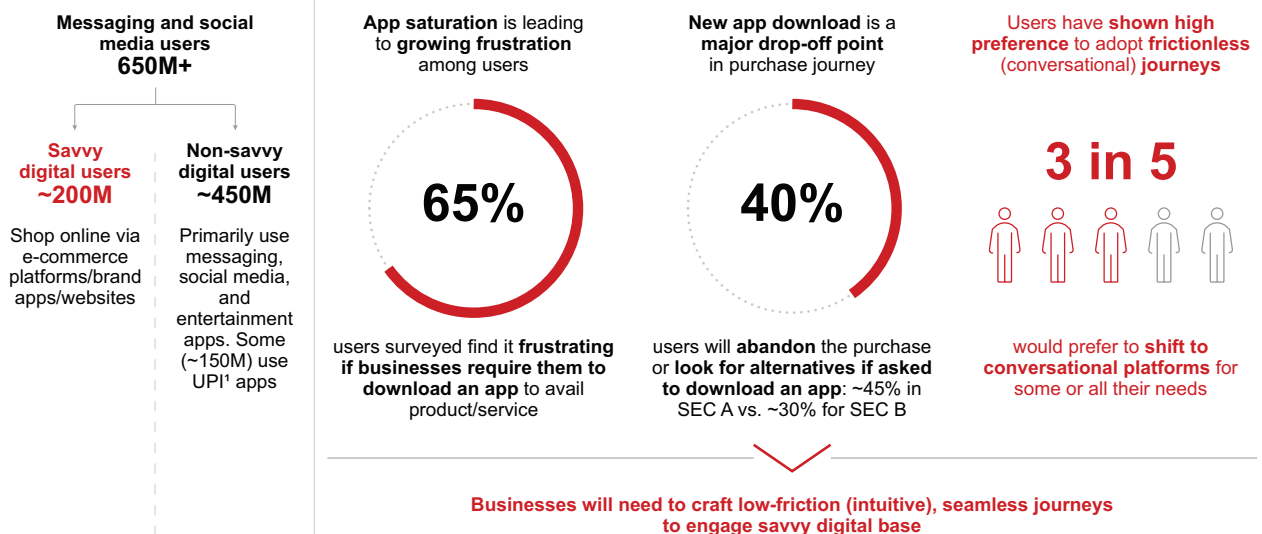 Messaging and social
media users
650M+
Savvy
digital users
~200M
Shop online via
e-commerce
platforms/brand
apps/websites
Non-savvy
digital users
~450M
Primarily use
messaging,
social media,
and
entertainment
apps. Some
(~150M) use
UPI¹ apps
App saturation is leading
to growing frustration
among users
65%
users surveyed find it frustrating
if businesses require them to
download an app to avail
product/service
New app download is a
major drop-off point
in purchase journey
40%
users will abandon the purchase
or look for alternatives if asked
to download an app: ~45% in
SEC A vs. ~30% for SEC B
Users have shown high
preference to adopt frictionless
(conversational) journeys
3 in 5
would prefer to shift to
conversational platforms for
some or all their needs
Businesses will need to craft low-friction (intuitive), seamless journeys
to engage savvy digital base